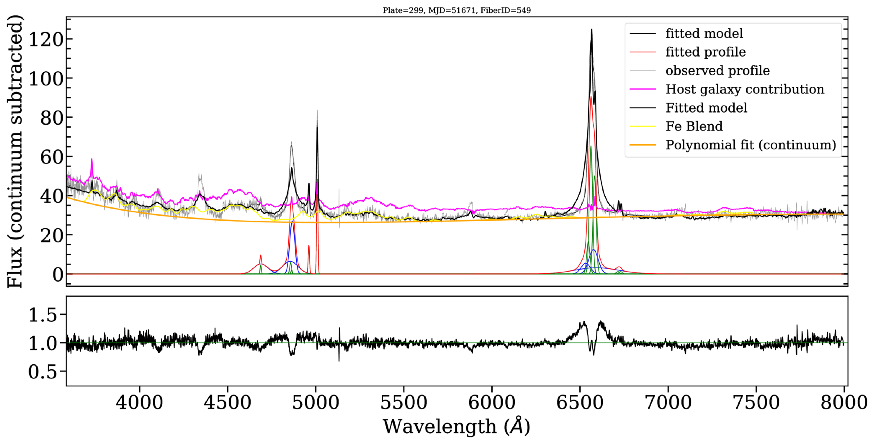 Plate=299, MJD=51671, FiberID=549
Flux (continuum subtracted)
120
100
80
60
40
20
0
fitted model
fitted profile
observed profile
Host galaxy contribution
Fitted model
Fe Blend
Polynomial fit (continuum)
1.5
1.0
0.5
4000 4500 5000 5500 6000 6500 7000 7500 8000
Wavelength (Å)